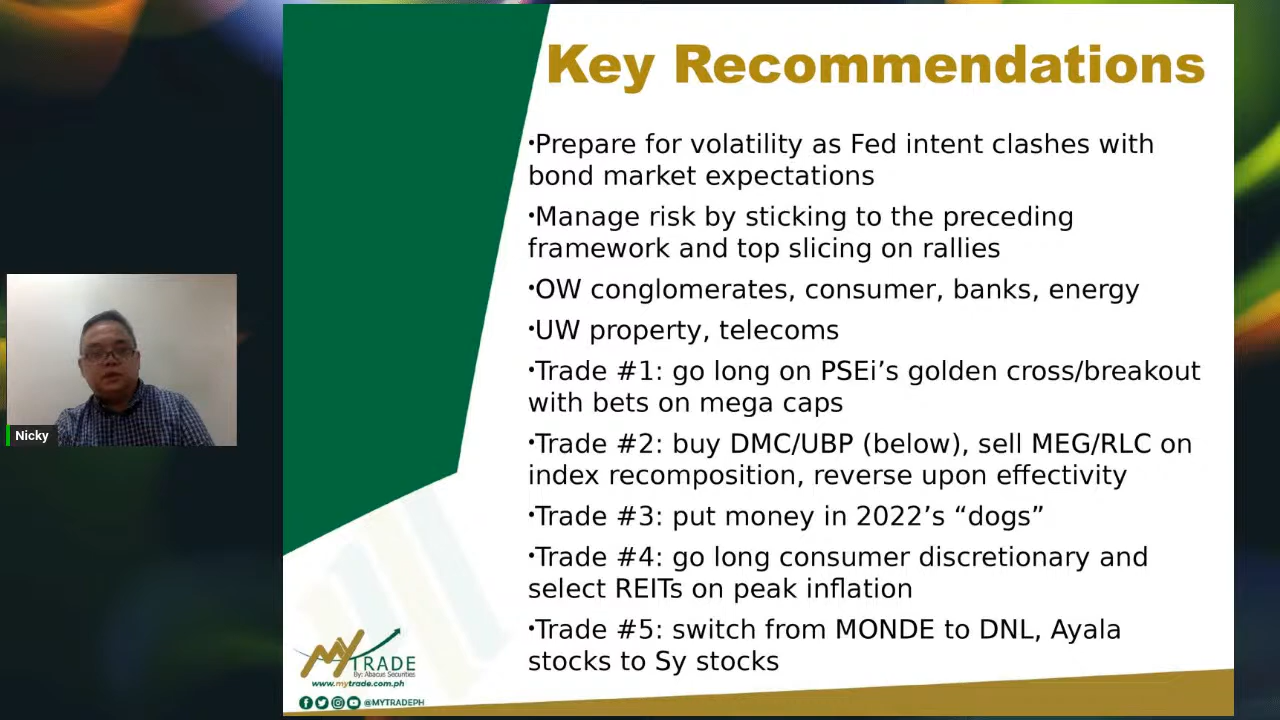 Key Recommendations
•Prepare for volatility as Fed intent clashes with
bond market expectations
•Manage risk by sticking to the preceding
framework and top slicing on rallies
•OW conglomerates, consumer, banks, energy
•UW property, telecoms
•Trade #1: go long on PSEi’s golden cross/breakout
with bets on mega caps
•Trade #2: buy DMC/UBP (below), sell MEG/RLC on
index recomposition, reverse upon effectivity
•Trade #3: put money in 2022’s “dogs”
•Trade #4: go long consumer discretionary and
select REITs on peak inflation
•Trade #5: switch from MONDE to DNL, Ayala
stocks to Sy stocks
Nicky
MYTRADE
By: Abacus Securities
www.mytrade.com.ph
@MYTRADEPH